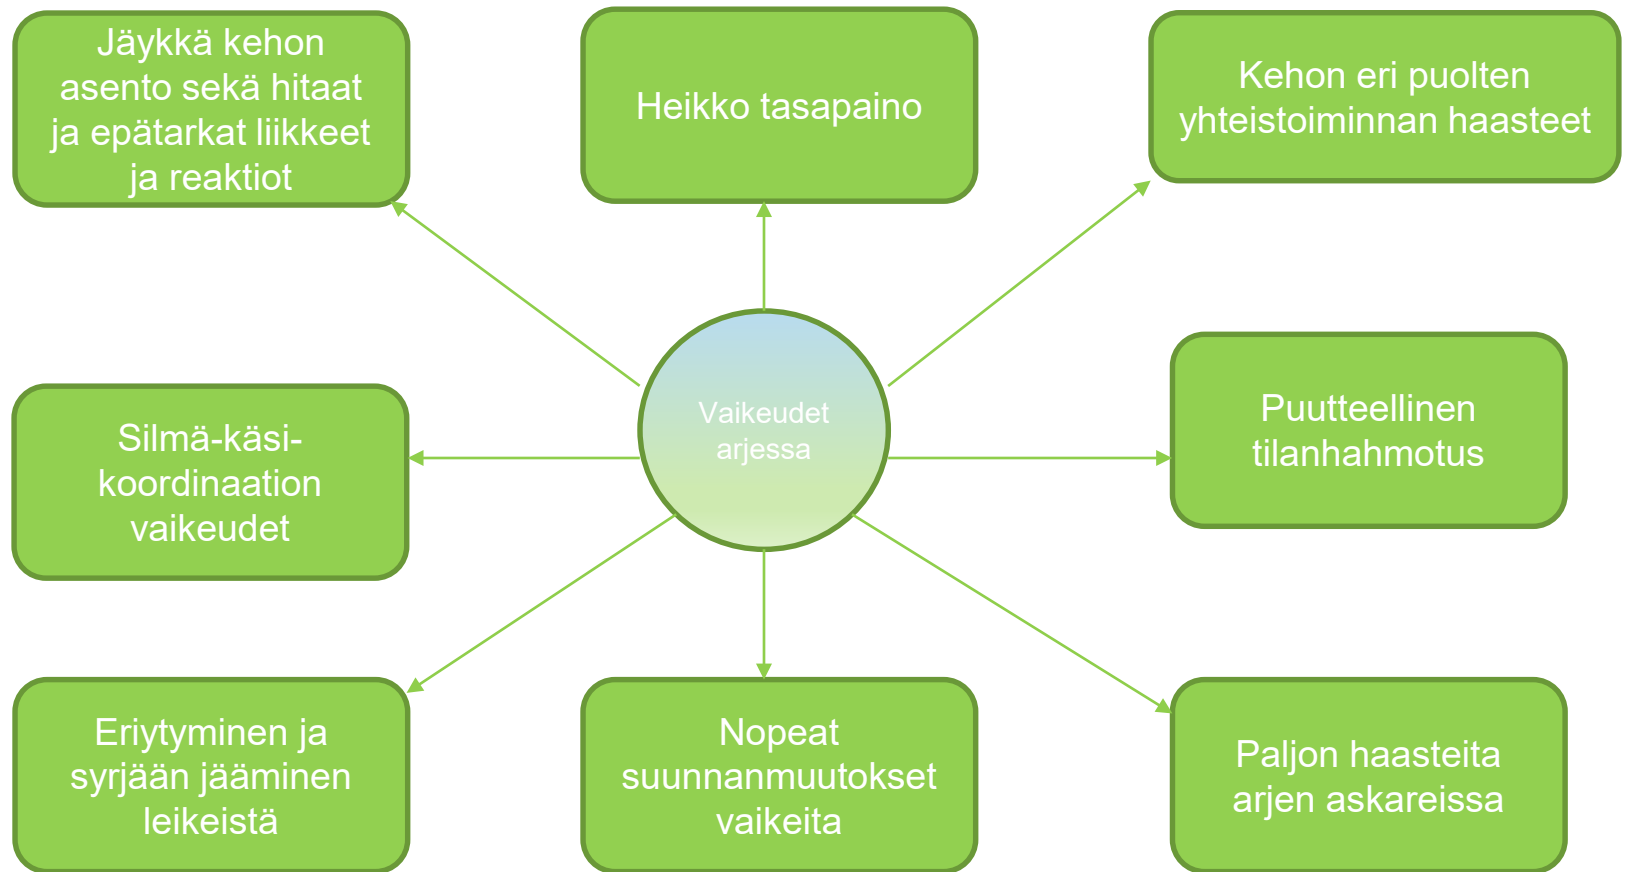 Jäykkä kehon
asento sekä hitaat
ja epätarkat liikkeet
ja reaktiot
Heikko tasapaino
Kehon eri puolten
yhteistoiminnan haasteet
Vaikeudet
arjessa
Silmä-käsi-
koordinaation
vaikeudet
Puutteellinen
tilanhahmotus
Eriytyminen ja
syrjään jääminen
leikeistä
Nopeat
suunnanmuutokset
vaikeita
Paljon haasteita
arjen askareissa